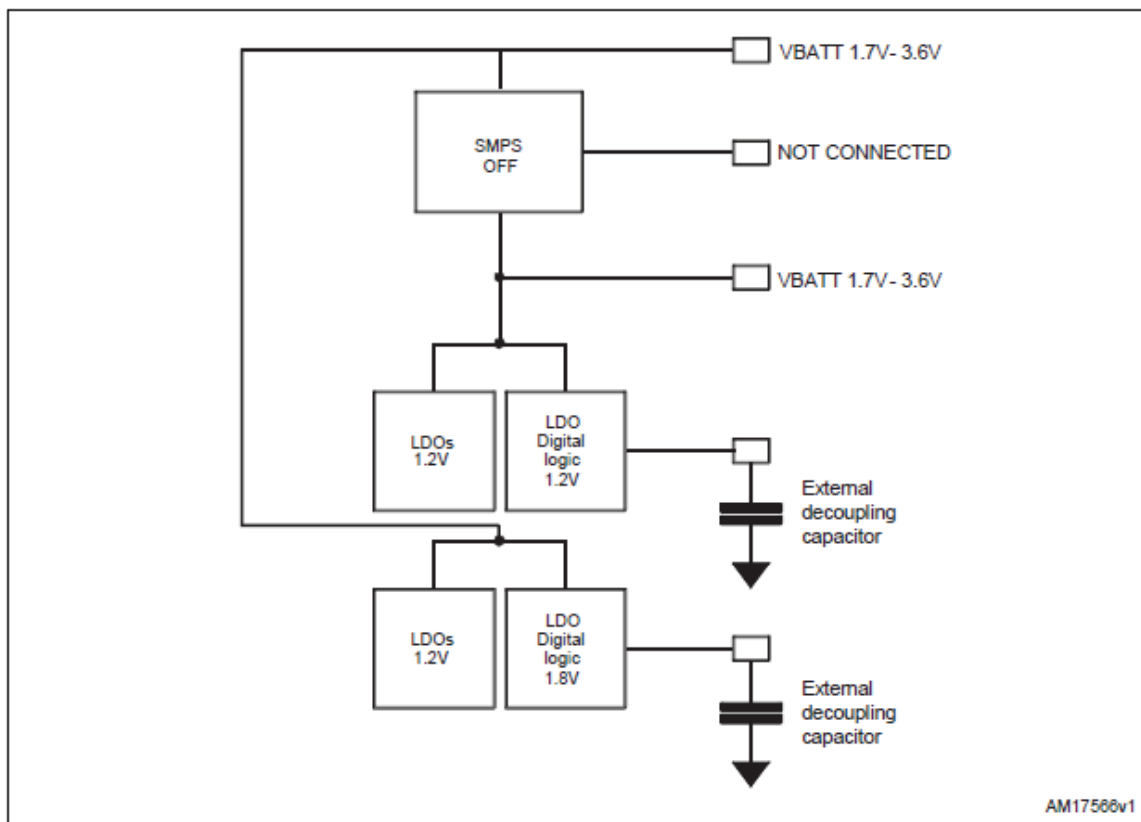 VBATT 1.7V- 3.6V
SMPS
OFF
NOT CONNECTED
VBATT 1.7V- 3.6V
LDOs
1.2V
LDO
Digital
logic
1.2V
External
decoupling
capacitor
LDOs
1.2V
LDO
Digital
logic
1.8V
External
decoupling
capacitor
AM17566v1